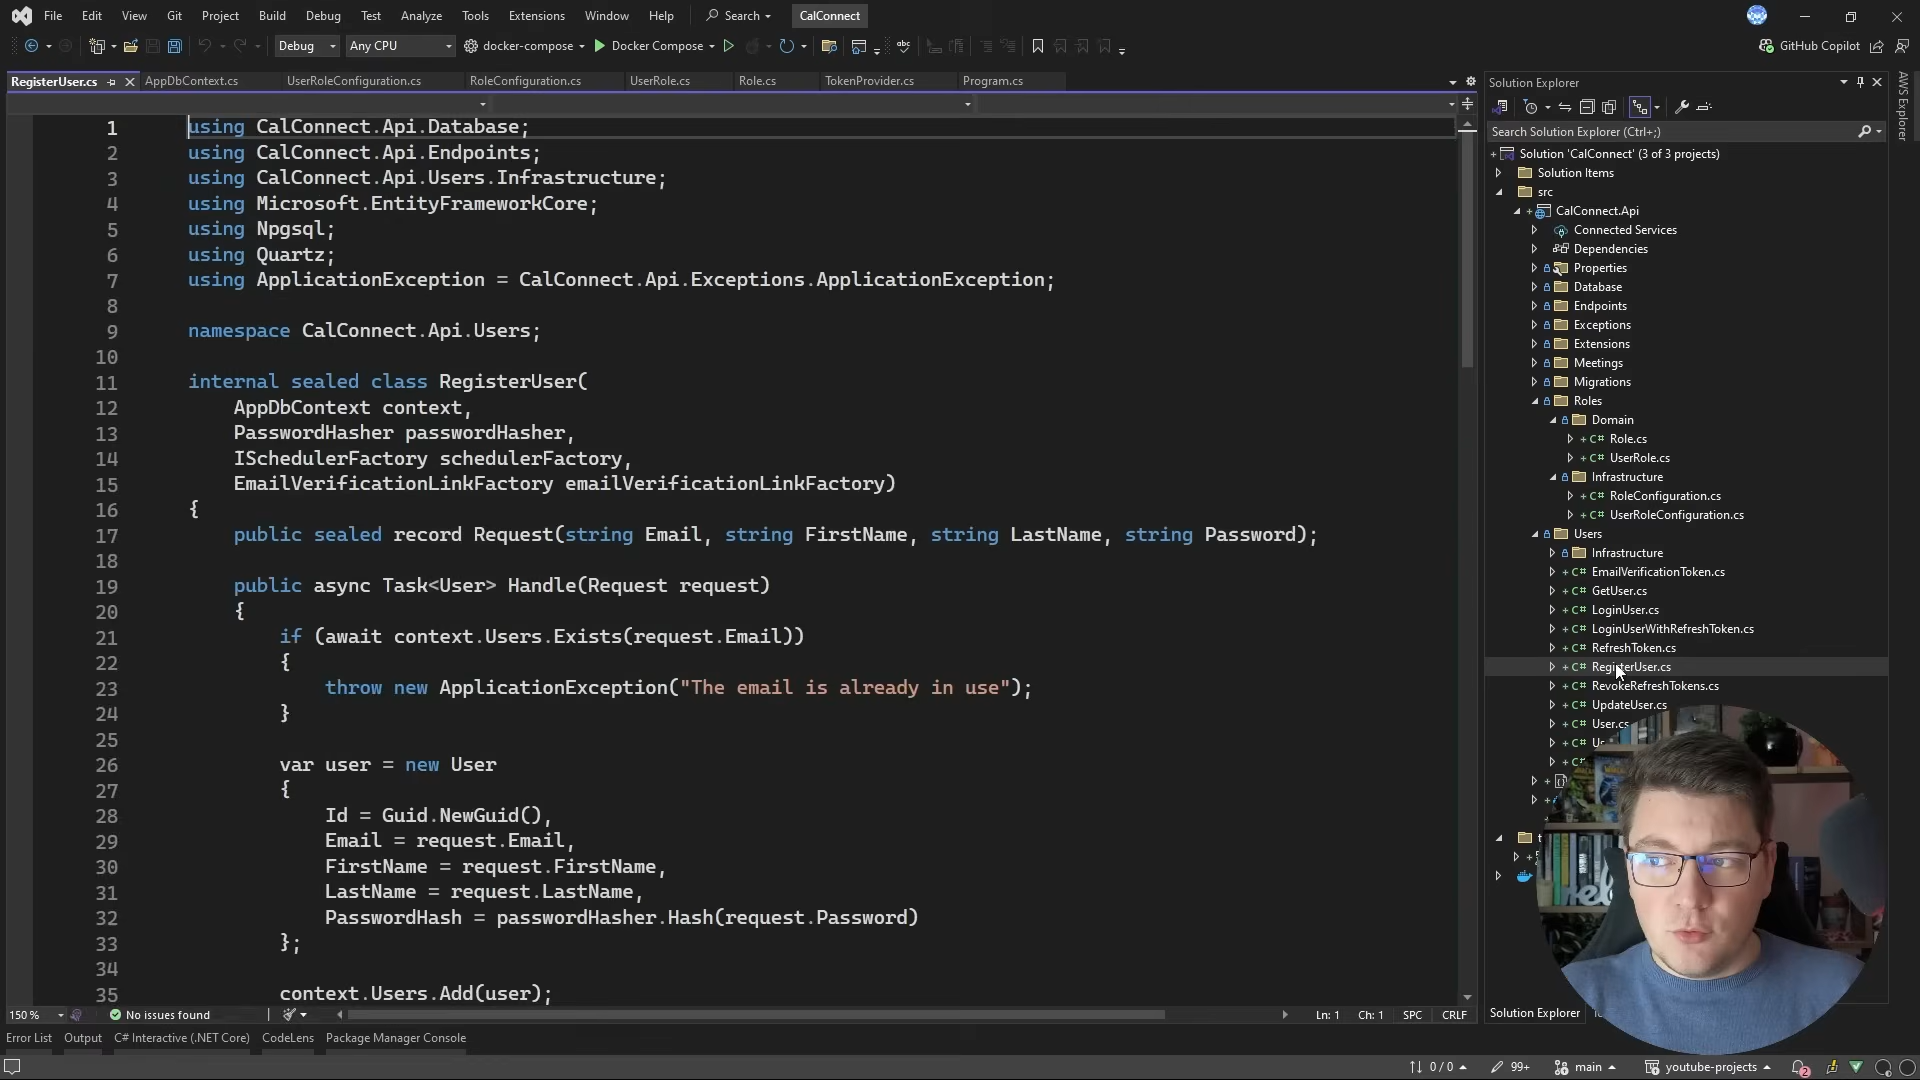 File Edit View Git Project Build Debug Test Analyze Tools Extensions Window Help Search CalConnect
Debug Any CPU docker-compose Docker Compose GitHub Copilot
RegisterUser.cs AppDbContext.cs UserRoleConfiguration.cs RoleConfiguration.cs UserRole.cs Role.cs TokenProvider.cs Program.cs
1 using CalConnect.Api.Database;
2 using CalConnect.Api.Endpoints;
3 using CalConnect.Api.Users.Infrastructure;
4 using Microsoft.EntityFrameworkCore;
5 using Npgsql;
6 using Quartz;
7 using ApplicationException = CalConnect.Api.Exceptions.ApplicationException;
8
9 namespace CalConnect.Api.Users;
10
11 internal sealed class RegisterUser(
12 AppDbContext context,
13 PasswordHasher passwordHasher,
14 ISchedulerFactory schedulerFactory,
15 EmailVerificationLinkFactory emailVerificationLinkFactory)
16 {
17 public sealed record Request(string Email, string FirstName, string LastName, string Password);
18
19 public async Task<User> Handle(Request request)
20 {
21 if (await context.Users.Exists(request.Email))
22 {
23 throw new ApplicationException("The email is already in use");
24 }
25
26 var user = new User
27 {
28 Id = Guid.NewGuid(),
29 Email = request.Email,
30 FirstName = request.FirstName,
31 LastName = request.LastName,
32 PasswordHash = passwordHasher.Hash(request.Password)
33 };
34
35 context.Users.Add(user);
150 % No issues found Ln: 1 Ch: 1 SPC CRLF
Error List Output C# Interactive (.NET Core) CodeLens Package Manager Console
Solution Explorer
Search Solution Explorer (Ctrl+;)
Solution 'CalConnect' (3 of 3 projects)
Solution Items
src
CalConnect.Api
Connected Services
Dependencies
Properties
Database
Endpoints
Exceptions
Extensions
Meetings
Migrations
Roles
Domain
C# Role.cs
C# UserRole.cs
Infrastructure
C# RoleConfiguration.cs
C# UserRoleConfiguration.cs
Users
Infrastructure
C# EmailVerificationToken.cs
C# GetUser.cs
C# LoginUser.cs
C# LoginUserWithRefreshToken.cs
C# RefreshToken.cs
C# RegisterUser.cs
C# RevokeRefreshTokens.cs
C# UpdateUser.cs
C# User.cs
C# Us
C#
Solution Explorer
AWS Explorer
0 / 0 99+ main youtube-projects 2